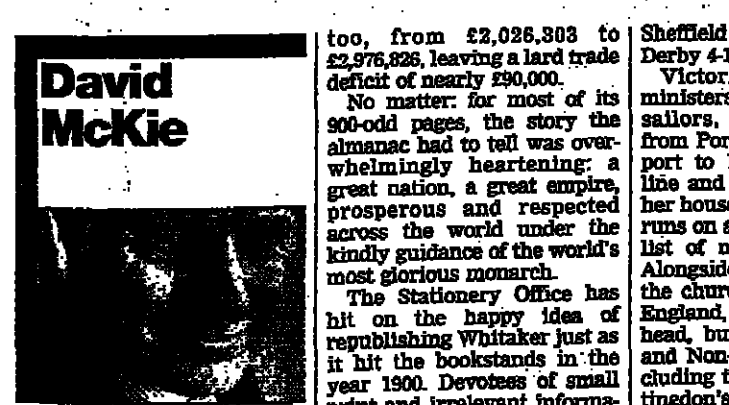 David
McKie
too, from £2,026,303 to
£2,976,826, leaving a lard trade
deficit of nearly £90,000.
No matter: for most of its
900-odd pages, the story the
almanac had to tell was over-
whelmingly heartening: a
great nation, a great empire,
prosperous and respected
across the world under the
kindly guidance of the world's
most glorious monarch.
The Stationery Office has
hit on the happy idea of
republishing Whitaker just as
it hit the bookstands in the
year 1900. Devotees of small
print and irrelevant informa-
Sheffield
Derby 4-1
Victor
ministers
sailors,
from Por
port to
line and
her house
runs on a
list of n
Alongside
the chur
England,
head, bu
and Non-
cluding t
tingdon's